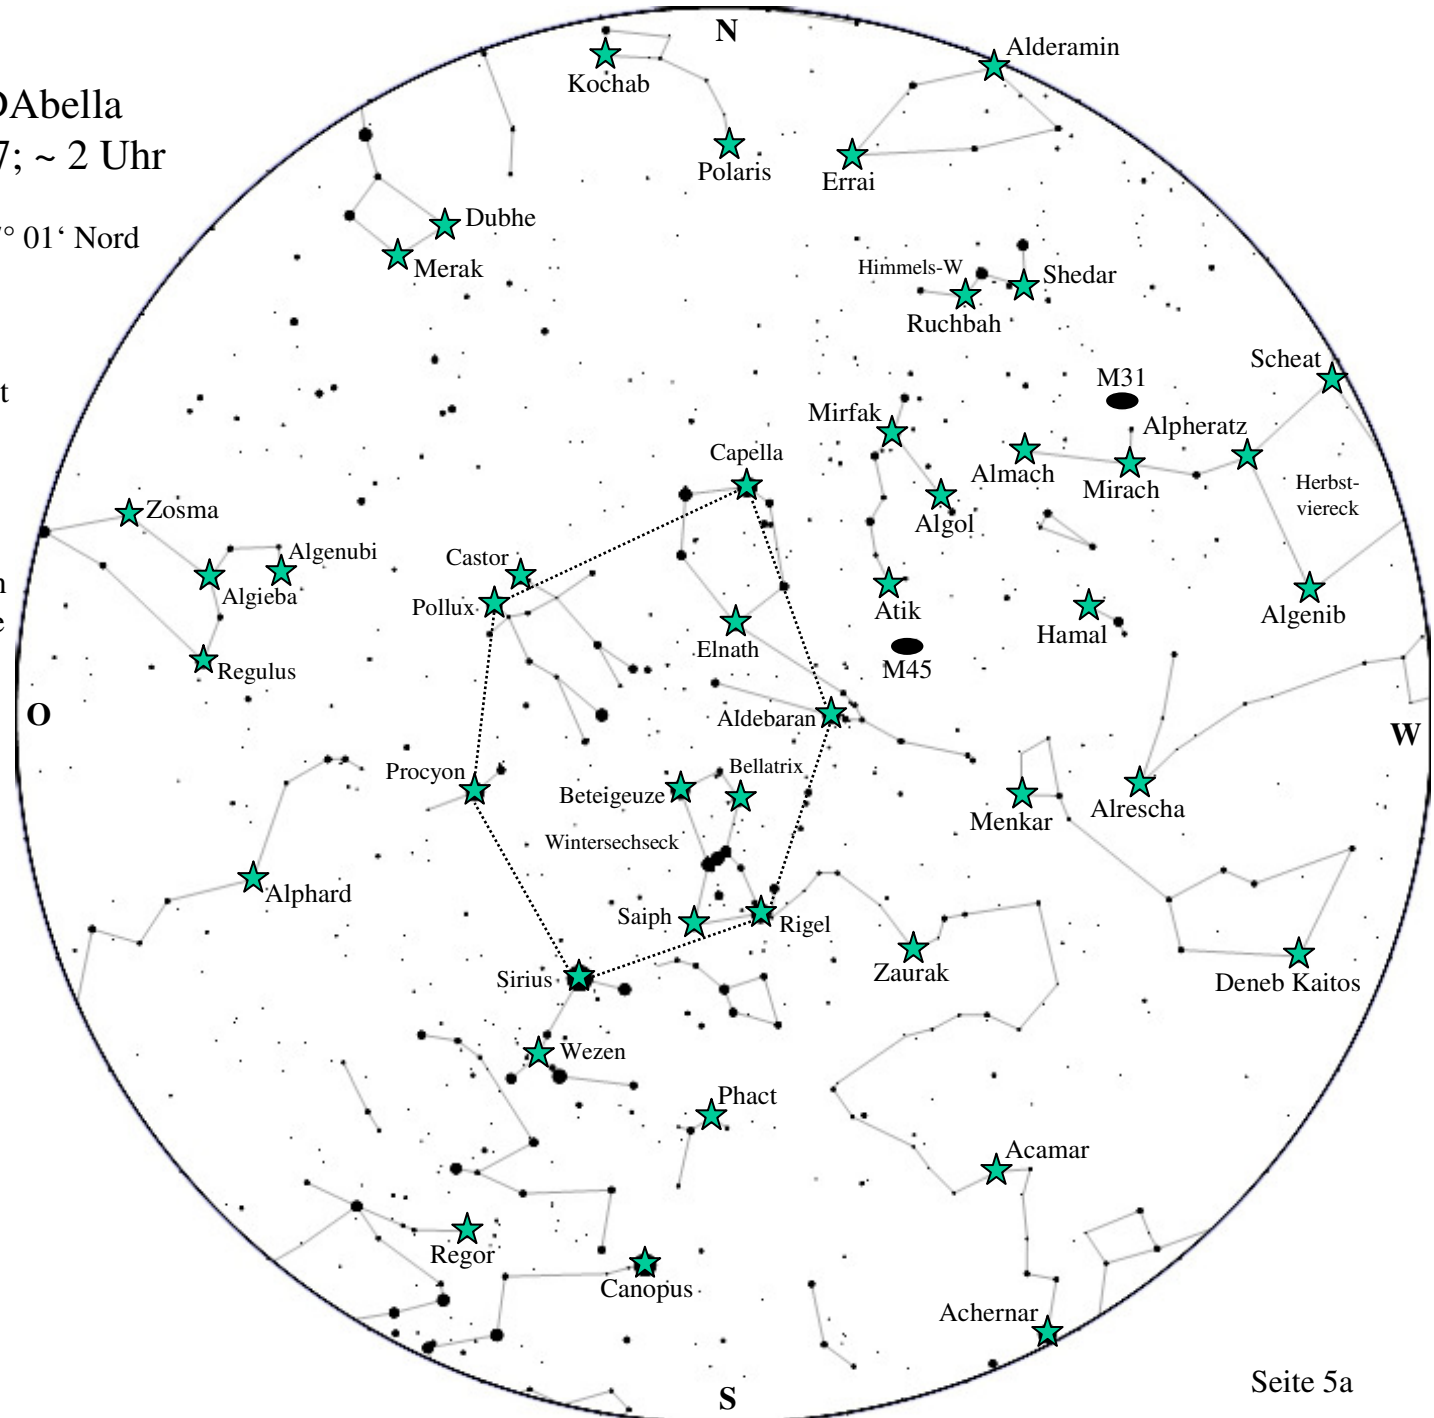 N
Alderamin
Kochab
DAbella
7; ~ 2 Uhr
Polaris
Errai
Dubhe
7° 01‘ Nord
Merak
Himmels-W
Shedar
Ruchbah
Scheat
M31
t
Mirfak
Alpheratz
Capella
Almach
Mirach
Herbst-
viereck
Zosma
Algol
Algenubi
Castor
n
Algieba
Pollux
Atik
Hamal
Algenib
e
Elnath
Regulus
M45
O
Aldebaran
W
Procyon
Bellatrix
Beteigeuze
Menkar
Alrescha
Wintersechseck
Alphard
Saiph
Rigel
Sirius
Zaurak
Deneb Kaitos
Wezen
Phact
Acamar
Regor
Canopus
Achernar
Seite 5a
S